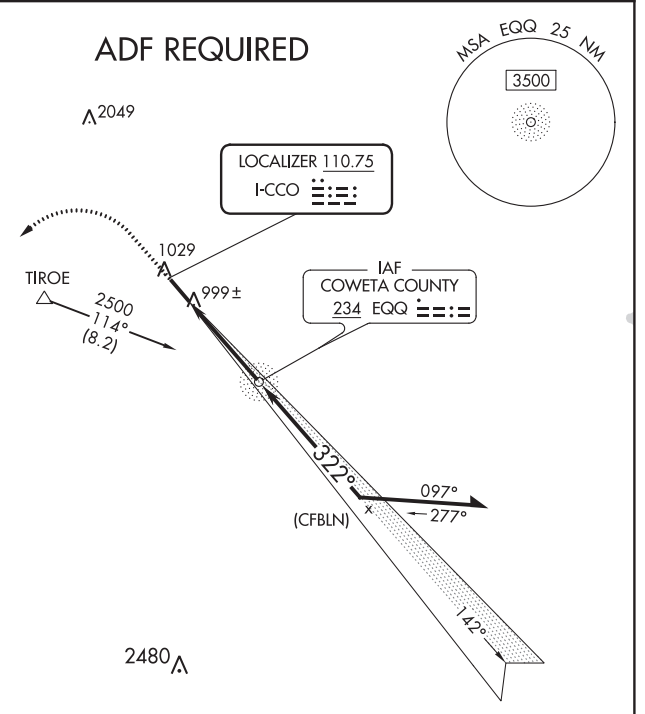 ADF REQUIRED
MSA EQQ 25 NM
3500
2049
LOCALIZER 110.75
I-CCO
1029
TIROE
2500
114°
(8.2)
999±
IAF
COWETA COUNTY
234 EQQ
322°
097°
277°
(CFBLN)
x
142°
2480